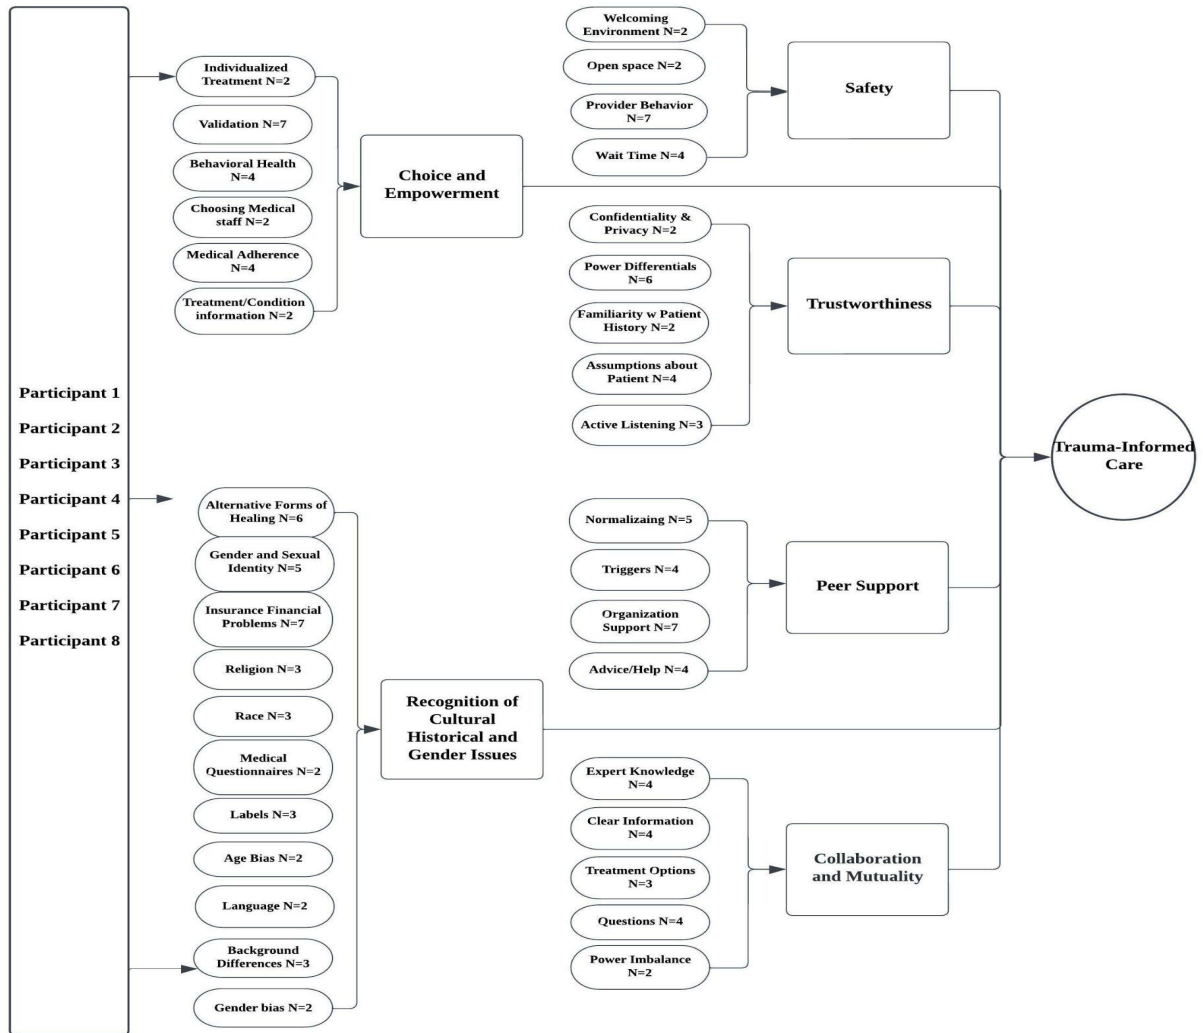 Participant 1
Participant 2
Participant 3
Participant 4
Participant 5
Participant 6
Participant 7
Participant 8
Individualized
Treatment N=2
Validation N=7
Behavioral Health
N=4
Choosing Medical
staff N=2
Medical Adherence
N=4
Treatment/Condition
information N=2
Choice and
Empowerment
Alternative Forms of
Healing N=6
Gender and Sexual
Identity N=5
Insurance Financial
Problems N=7
Religion N=3
Race N=3
Medical
Questionnaires N=2
Labels N=3
Age Bias N=2
Language N=2
Background
Differences N=3
Gender bias N=2
Recognition of
Cultural
Historical and
Gender Issues
Welcoming
Environment N=2
Open space N=2
Provider Behavior
N=7
Wait Time N=4
Safety
Confidentiality &
Privacy N=2
Power Differentials
N=6
Familiarity w Patient
History N=2
Assumptions about
Patient N=4
Active Listening N=3
Trustworthiness
Normalizaing N=5
Triggers N=4
Organization
Support N=7
Advice/Help N=4
Peer Support
Expert Knowledge
N=4
Clear Information
N=4
Treatment Options
N=3
Questions N=4
Power Imbalance
N=2
Collaboration
and Mutuality
Trauma-Informed
Care